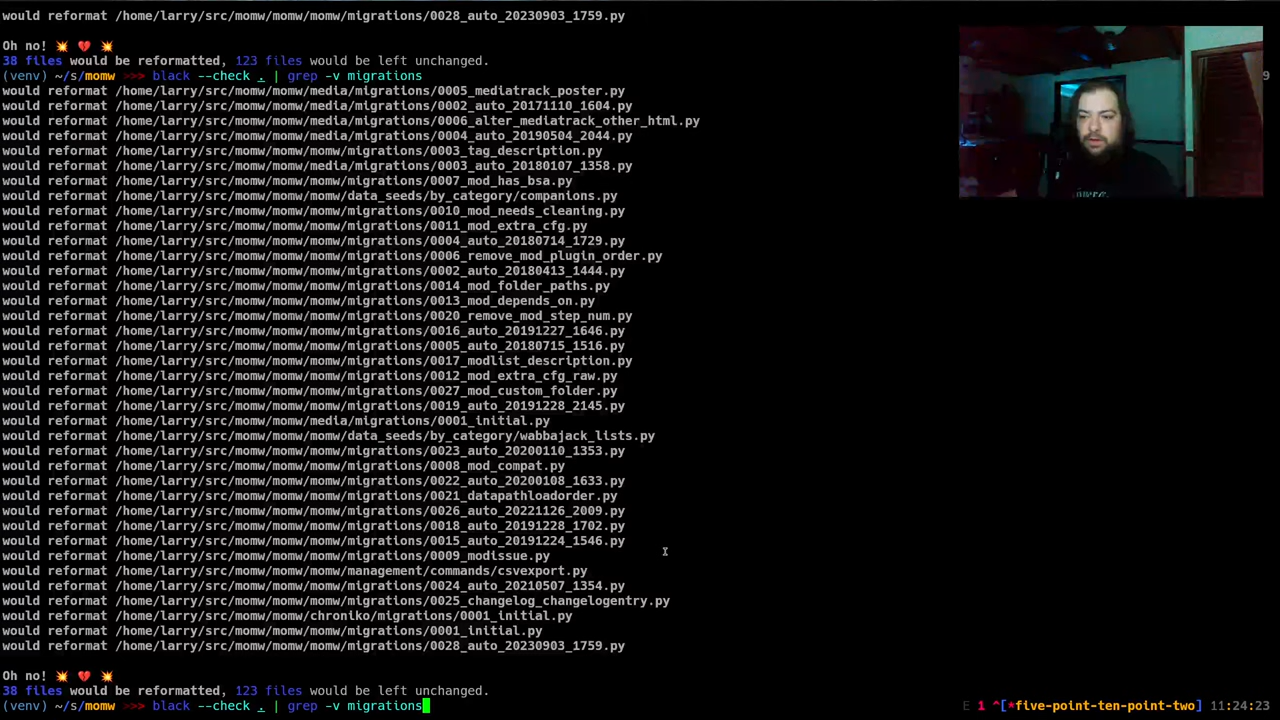 would reformat /home/larry/src/momw/momw/momw/migrations/0028_auto_20230903_1759.py
Oh no! 💥 💔 💥
38 files would be reformatted, 123 files would be left unchanged.
(venv) ~/s/momw >>> black --check . | grep -v migrations
would reformat /home/larry/src/momw/momw/media/migrations/0005_mediatrack_poster.py
would reformat /home/larry/src/momw/momw/media/migrations/0002_auto_20171110_1604.py
would reformat /home/larry/src/momw/momw/media/migrations/0006_alter_mediatrack_other_html.py
would reformat /home/larry/src/momw/momw/media/migrations/0004_auto_20190504_2044.py
would reformat /home/larry/src/momw/momw/media/migrations/0003_tag_description.py
would reformat /home/larry/src/momw/momw/media/migrations/0003_auto_20180107_1358.py
would reformat /home/larry/src/momw/momw/momw/migrations/0007_mod_has_bsa.py
would reformat /home/larry/src/momw/momw/momw/data_seeds/by_category/companions.py
would reformat /home/larry/src/momw/momw/momw/migrations/0010_mod_needs_cleaning.py
would reformat /home/larry/src/momw/momw/momw/migrations/0011_mod_extra_cfg.py
would reformat /home/larry/src/momw/momw/momw/migrations/0004_auto_20180714_1729.py
would reformat /home/larry/src/momw/momw/momw/migrations/0006_remove_mod_plugin_order.py
would reformat /home/larry/src/momw/momw/momw/migrations/0002_auto_20180413_1444.py
would reformat /home/larry/src/momw/momw/momw/migrations/0014_mod_folder_paths.py
would reformat /home/larry/src/momw/momw/momw/migrations/0013_mod_depends_on.py
would reformat /home/larry/src/momw/momw/momw/migrations/0020_remove_mod_step_num.py
would reformat /home/larry/src/momw/momw/momw/migrations/0016_auto_20191227_1646.py
would reformat /home/larry/src/momw/momw/momw/migrations/0005_auto_20180715_1516.py
would reformat /home/larry/src/momw/momw/momw/migrations/0017_modlist_description.py
would reformat /home/larry/src/momw/momw/momw/migrations/0012_mod_extra_cfg_raw.py
would reformat /home/larry/src/momw/momw/momw/migrations/0027_mod_custom_folder.py
would reformat /home/larry/src/momw/momw/momw/migrations/0019_auto_20191228_2145.py
would reformat /home/larry/src/momw/momw/media/migrations/0001_initial.py
would reformat /home/larry/src/momw/momw/momw/data_seeds/by_category/wabbajack_lists.py
would reformat /home/larry/src/momw/momw/momw/migrations/0023_auto_20200110_1353.py
would reformat /home/larry/src/momw/momw/momw/migrations/0008_mod_compat.py
would reformat /home/larry/src/momw/momw/momw/migrations/0022_auto_20200108_1633.py
would reformat /home/larry/src/momw/momw/momw/migrations/0021_datapathloadorder.py
would reformat /home/larry/src/momw/momw/momw/migrations/0026_auto_20221126_2009.py
would reformat /home/larry/src/momw/momw/momw/migrations/0018_auto_20191228_1702.py
would reformat /home/larry/src/momw/momw/momw/migrations/0015_auto_20191224_1546.py
would reformat /home/larry/src/momw/momw/momw/migrations/0009_modissue.py
would reformat /home/larry/src/momw/momw/momw/management/commands/csvexport.py
would reformat /home/larry/src/momw/momw/momw/migrations/0024_auto_20210507_1354.py
would reformat /home/larry/src/momw/momw/momw/migrations/0025_changelog_changelogentry.py
would reformat /home/larry/src/momw/momw/chroniko/migrations/0001_initial.py
would reformat /home/larry/src/momw/momw/momw/migrations/0001_initial.py
would reformat /home/larry/src/momw/momw/momw/migrations/0028_auto_20230903_1759.py
Oh no! 💥 💔 💥
38 files would be reformatted, 123 files would be left unchanged.
(venv) ~/s/momw >>> black --check . | grep -v migrations
E 1 ^[*five-point-ten-point-two] 11:24:23